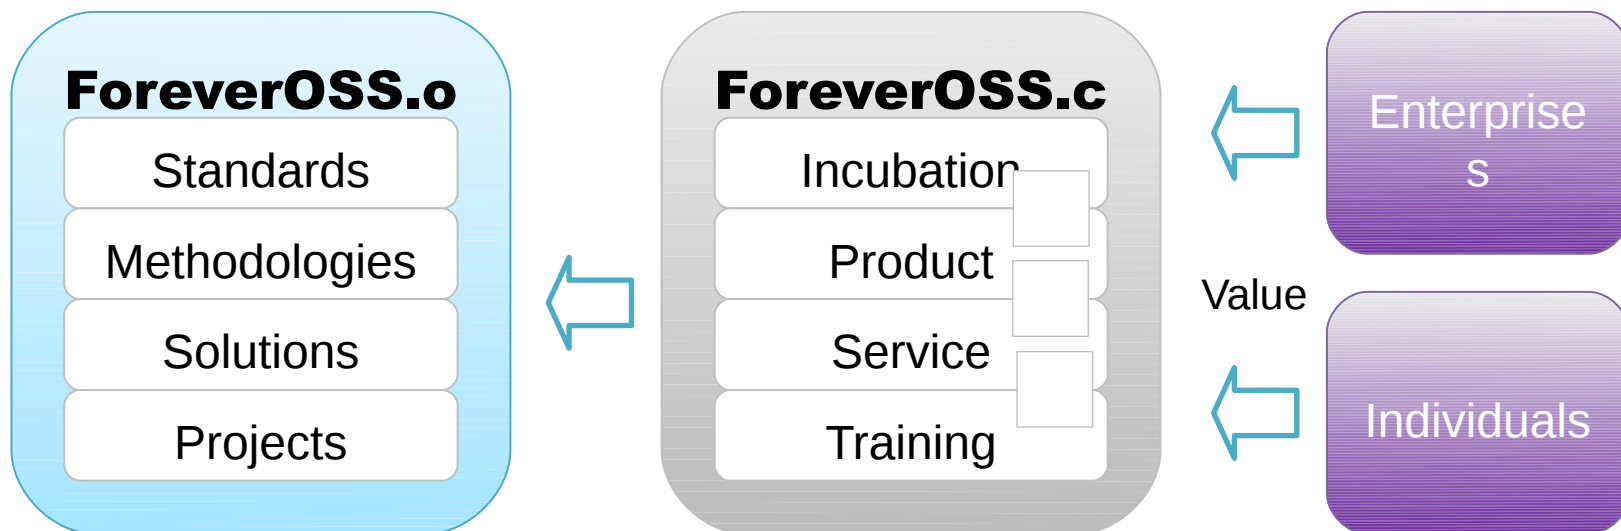 ForeverOSS.o
Standards
Methodologies
Solutions
Projects
ForeverOSS.c
Incubation
Product
Service
Training
Value
Enterprise
s
Individuals